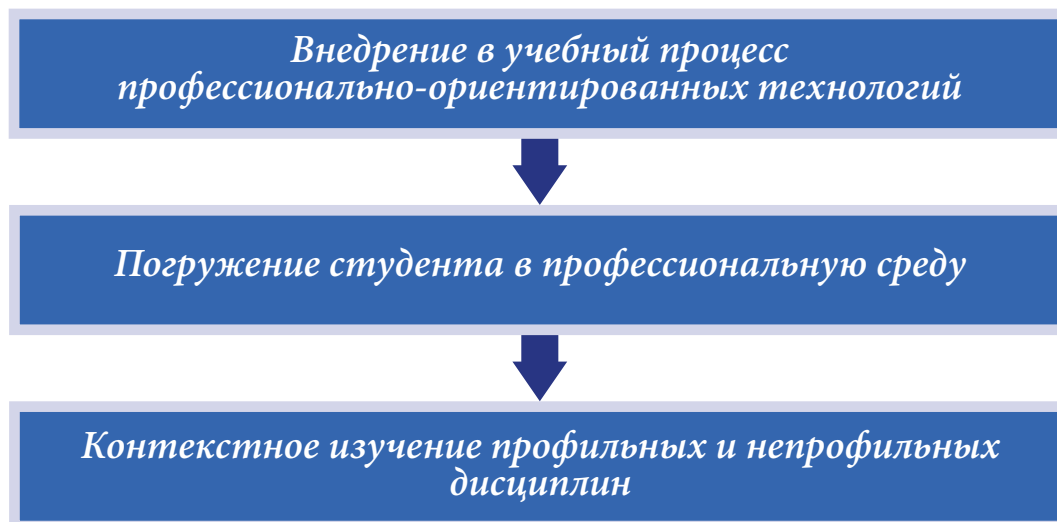 Внедрение в учебный процесс
профессионально-ориентированных технологий
Погружение студента в профессиональную среду
Контекстное изучение профильных и непрофильных
дисциплин